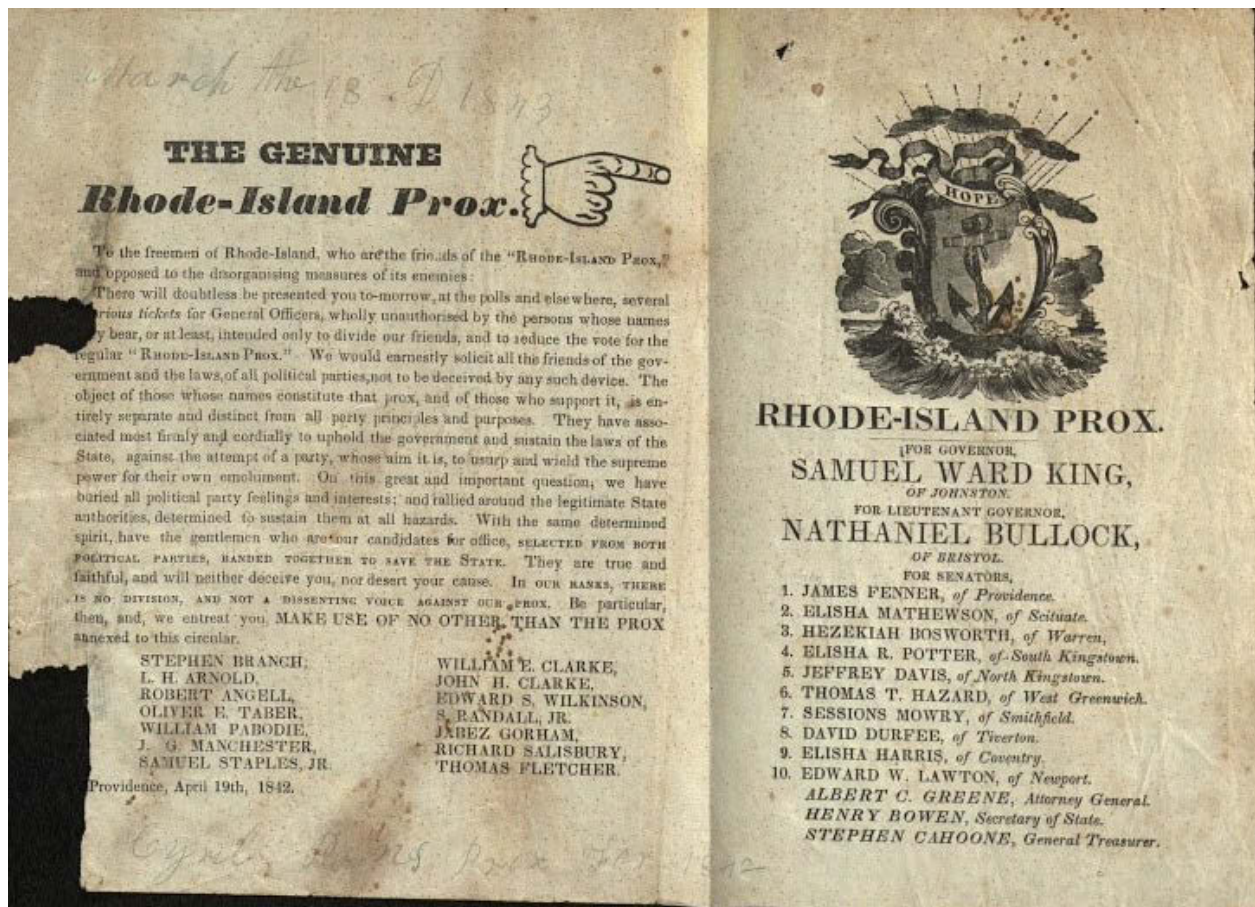 March the 18 D 1843
THE GENUINE
Rhode-Island Prox.
To the freemen of Rhode-Island, who are the friends of the "RHODE-ISLAND PROX,"
and opposed to the disorganising measures of its enemies:
There will doubtless be presented you to-morrow, at the polls and elsewhere, several
rious tickets for General Officers, wholly unauthorised by the persons whose names
y bear, or at least, intended only to divide our friends, and to reduce the vote for the
regular "RHODE-ISLAND PROX." We would earnestly solicit all the friends of the gov-
ernment and the laws, of all political parties, not to be deceived by any such device. The
object of those whose names constitute that prox, and of those who support it, is en-
tirely separate and distinct from all party principles and purposes. They have asso-
ciated most firmly and cordially to uphold the government and sustain the laws of the
State, against the attempt of a party, whose aim it is, to usurp and wield the supreme
power for their own emolument. On this great and important question, we have
buried all political party feelings and interests; and rallied around the legitimate State
authorities, determined to sustain them at all hazards. With the same determined
spirit, have the gentlemen who are our candidates for office, SELECTED FROM BOTH
POLITICAL PARTIES, BANDED TOGETHER TO SAVE THE STATE. They are true and
faithful, and will neither deceive you, nor desert your cause. IN OUR RANKS, THERE
IS NO DIVISION, AND NOT A DISSENTING VOICE AGAINST OUR PROX. Be particular,
then, and, we entreat you, MAKE USE OF NO OTHER THAN THE PROX
annexed to this circular.
STEPHEN BRANCH,
L. H. ARNOLD,
ROBERT ANGELL,
OLIVER E. TABER,
WILLIAM PABODIE,
J. G. MANCHESTER,
SAMUEL STAPLES, JR.
WILLIAM E. CLARKE,
JOHN H. CLARKE,
EDWARD S. WILKINSON,
S. RANDALL, JR.
JABEZ GORHAM,
RICHARD SALISBURY,
THOMAS FLETCHER.
Providence, April 19th, 1842.
Prox 1842
HOPE
RHODE-ISLAND PROX.
FOR GOVERNOR,
SAMUEL WARD KING,
OF JOHNSTON.
FOR LIEUTENANT GOVERNOR,
NATHANIEL BULLOCK,
OF BRISTOL.
FOR SENATORS,
1. JAMES FENNER, of Providence.
2. ELISHA MATHEWSON, of Scituate.
3. HEZEKIAH BOSWORTH, of Warren,
4. ELISHA R. POTTER, of South Kingstown.
5. JEFFREY DAVIS, of North Kingstown.
6. THOMAS T. HAZARD, of West Greenwich.
7. SESSIONS MOWRY, of Smithfield.
8. DAVID DURFEE, of Tiverton.
9. ELISHA HARRIS, of Coventry.
10. EDWARD W. LAWTON, of Newport.
ALBERT C. GREENE, Attorney General.
HENRY BOWEN, Secretary of State.
STEPHEN CAHOONE, General Treasurer.